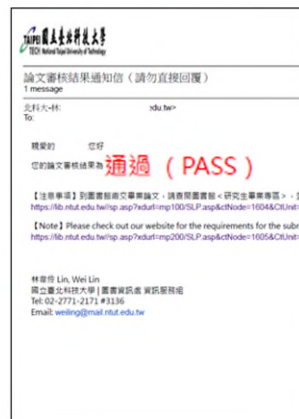 TAIPEI TECH 國立臺北科技大學
National Taipei University of Technology
論文審核結果通知信（請勿直接回覆）
1 message
北科大-林
xdu.tw>
To:
親愛的 您好
您的論文審核結果為 通過 （PASS）
【注意事項】到圖書館繳交畢業論文，請查閱圖書館<研究生畢業專區>，
https://lib.ntut.edu.tw//sp.asp?xdurl=mp100/SLP.asp&ctNode=1604&CtUnit=
【Note】Please check out our website for the requirements for the subm
https://lib.ntut.edu.tw//sp.asp?xdurl=mp200/SLP.asp&ctNode=1605&CtUnit=
Lin, Wei Lin
國立臺北科技大學 | 圖書資訊處 資訊服務組
Tel: 02-2771-2171 #3136
Email: weiling@mail.ntut.edu.tw